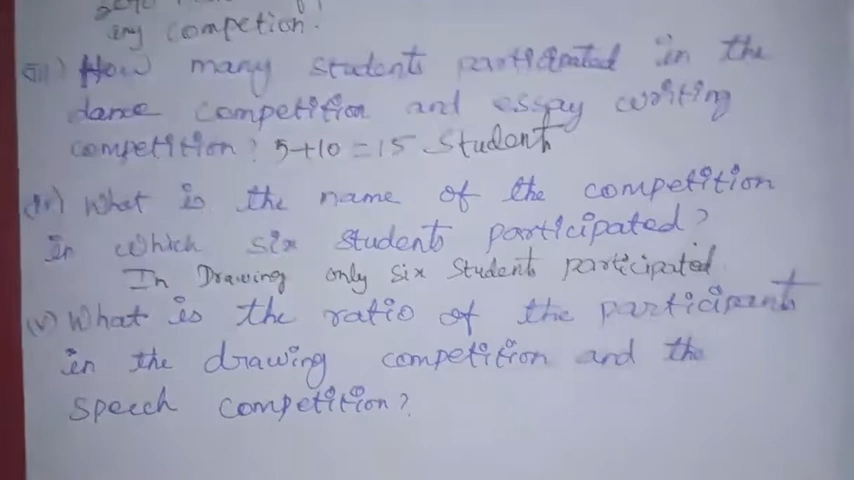 any competion.
(iii) How many students participated in the
dance competition and essay writing
competition? 5+10 = 15 Student
(iv) What is the name of the competition
in which six students participated?
In Drawing only six Students participated
(v) What is the ratio of the participants
in the drawing competition and the
speech competition?